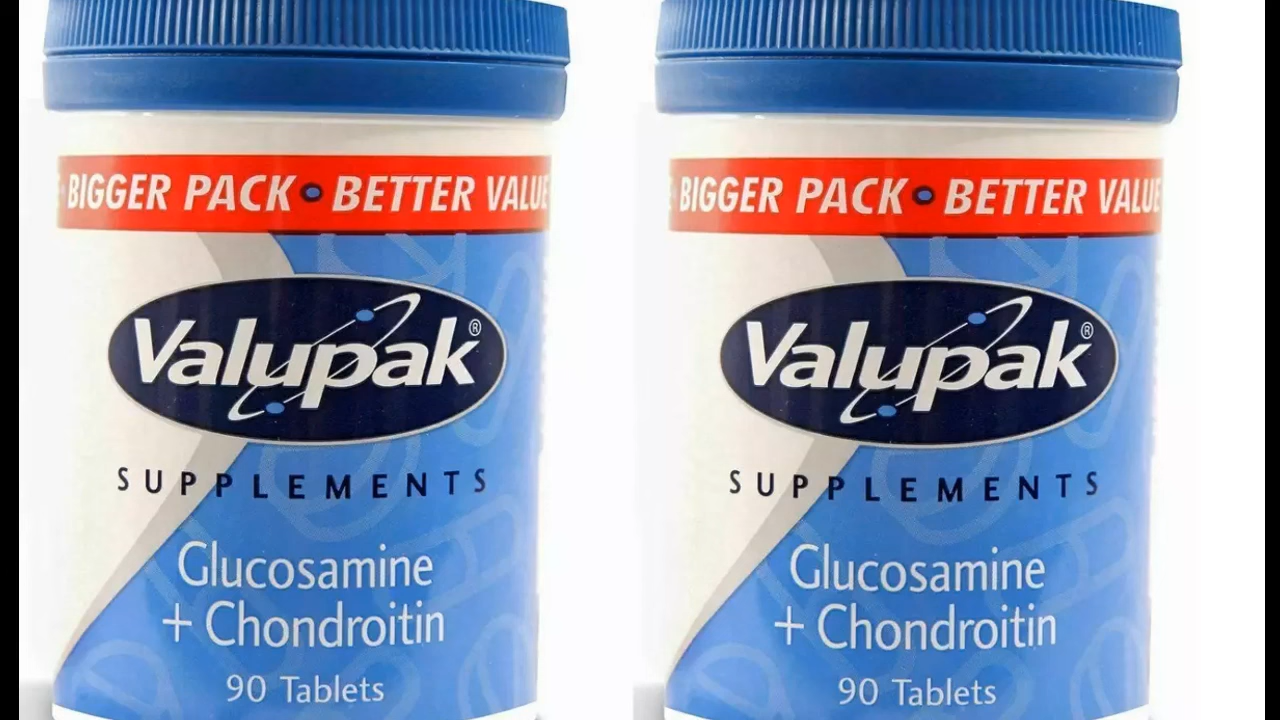 BIGGER PACK • BETTER VALUE
Valupak®
SUPPLEMENTS
Glucosamine
+ Chondroitin
90 Tablets
BIGGER PACK • BETTER VALUE
Valupak®
SUPPLEMENTS
Glucosamine
+ Chondroitin
90 Tablets